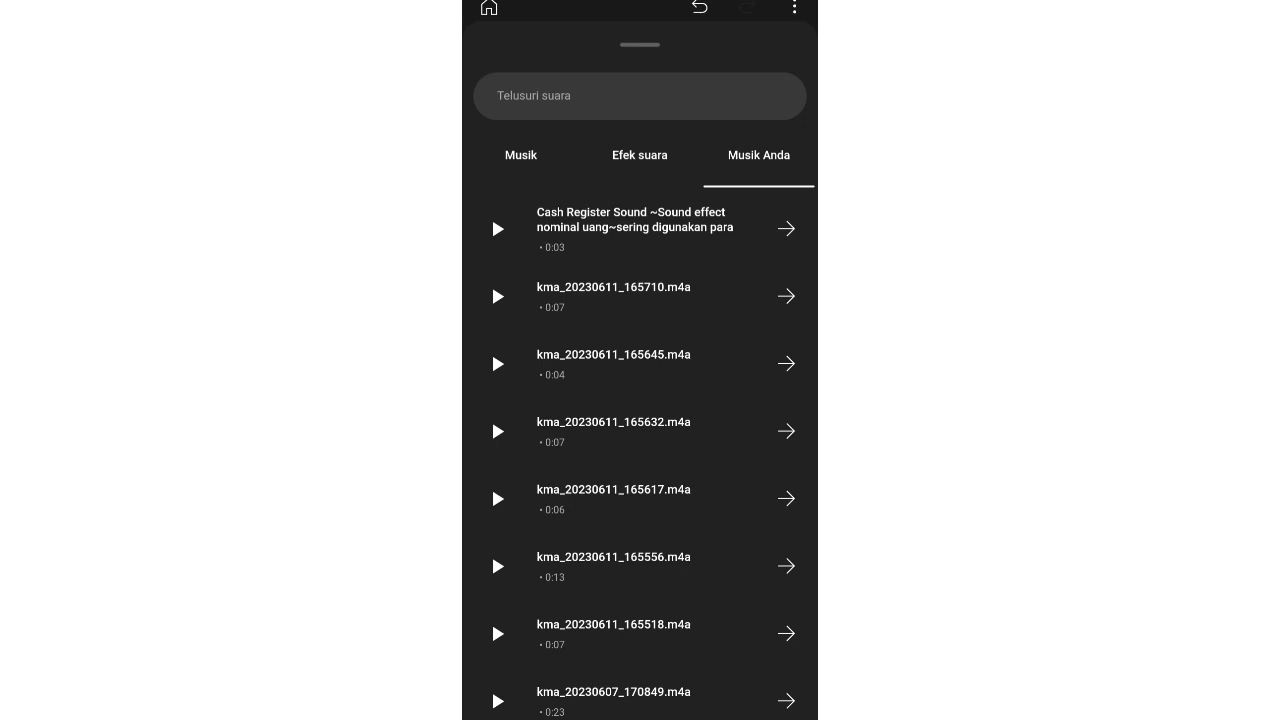 Telusuri suara
Musik
Efek suara
Musik Anda
Cash Register Sound ~Sound effect
nominal uang~sering digunakan para
• 0:03
kma_20230611_165710.m4a
• 0:07
kma_20230611_165645.m4a
• 0:04
kma_20230611_165632.m4a
• 0:07
kma_20230611_165617.m4a
• 0:06
kma_20230611_165556.m4a
• 0:13
kma_20230611_165518.m4a
• 0:07
kma_20230607_170849.m4a
• 0:23